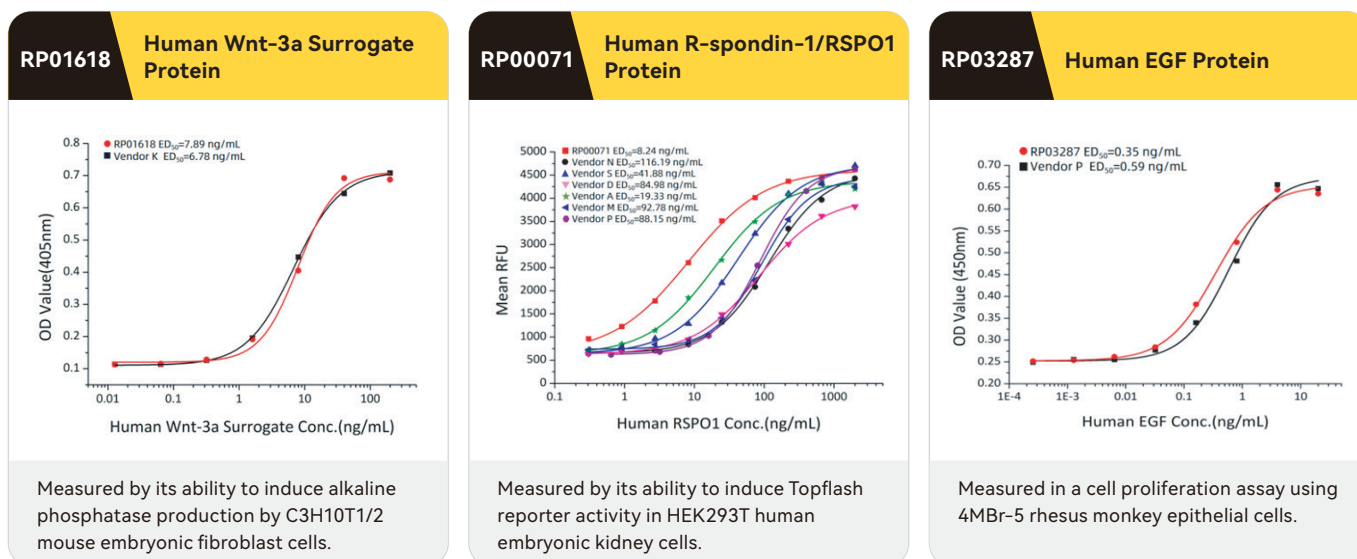 RP01618
Human Wnt-3a Surrogate
Protein
RP01618 ED50=7.89 ng/mL
Vendor K ED50=6.78 ng/mL
0.8
0.7
0.6
0.5
0.4
0.3
0.2
0.1
OD Value(405nm)
0.01
0.1
1
10
100
Human Wnt-3a Surrogate Conc.(ng/mL)
Measured by its ability to induce alkaline
phosphatase production by C3H10T1/2
mouse embryonic fibroblast cells.
RP00071
Human R-spondin-1/RSPO1
Protein
RP00071 ED50=8.24 ng/mL
Vendor N ED50=116.19 ng/mL
Vendor S ED50=41.88 ng/mL
Vendor D ED50=84.98 ng/mL
Vendor A ED50=19.33 ng/mL
Vendor M ED50=92.78 ng/mL
Vendor P ED50=88.15 ng/mL
5000
4500
4000
3500
3000
2500
2000
1500
1000
500
0
Mean RFU
0.1
1
10
100
1000
Human RSPO1 Conc.(ng/mL)
Measured by its ability to induce Topflash
reporter activity in HEK293T human
embryonic kidney cells.
RP03287
Human EGF Protein
RP03287 ED50=0.35 ng/mL
Vendor P ED50=0.59 ng/mL
0.70
0.65
0.60
0.55
0.50
0.45
0.40
0.35
0.30
0.25
0.20
OD Value (450nm)
1E-4
1E-3
0.01
0.1
1
10
Human EGF Conc.(ng/mL)
Measured in a cell proliferation assay using
4MBr-5 rhesus monkey epithelial cells.